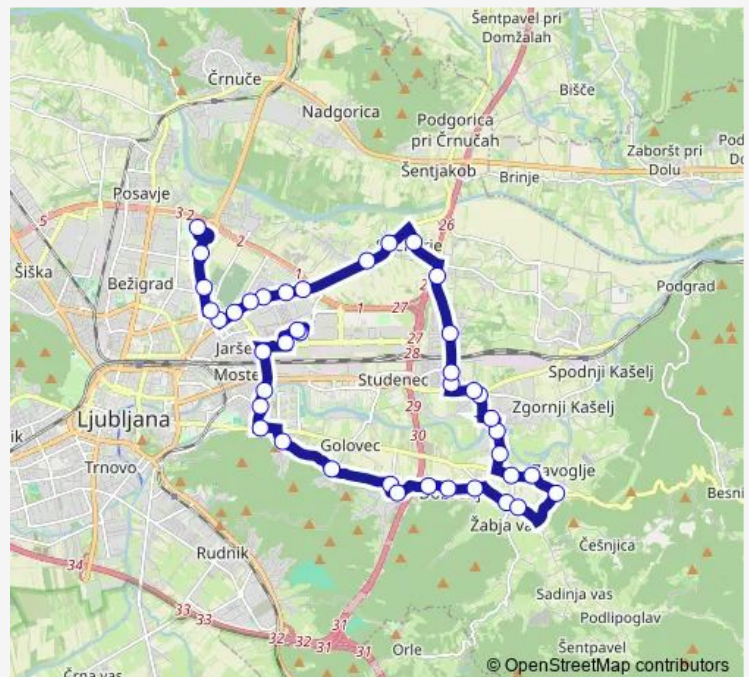 Šentpavel pri
Domžalah
Črnuče
Bišče
Nadgorica
Podgorica
pri Črnučah
Zaboršt pri
Dolu
Šentjakob
Brinje
Posavje
26
5
3
2
2
Šiška
1
Bežigrad
2
1
27
Podgrad
27
Jarše
28
Moste
Studenec
Spodnji Kašelj
29
Zgornji Kašelj
Ljubljana
30
Golovec
Trnovo
Zavoglje
Besni
Žabja va
Rudnik
Češnjica
34
Sadinja vas
33
33
31
Podlipoglav
32
31
31
Orle
Šentpavel
Črna vas
© OpenStreetMap contributors